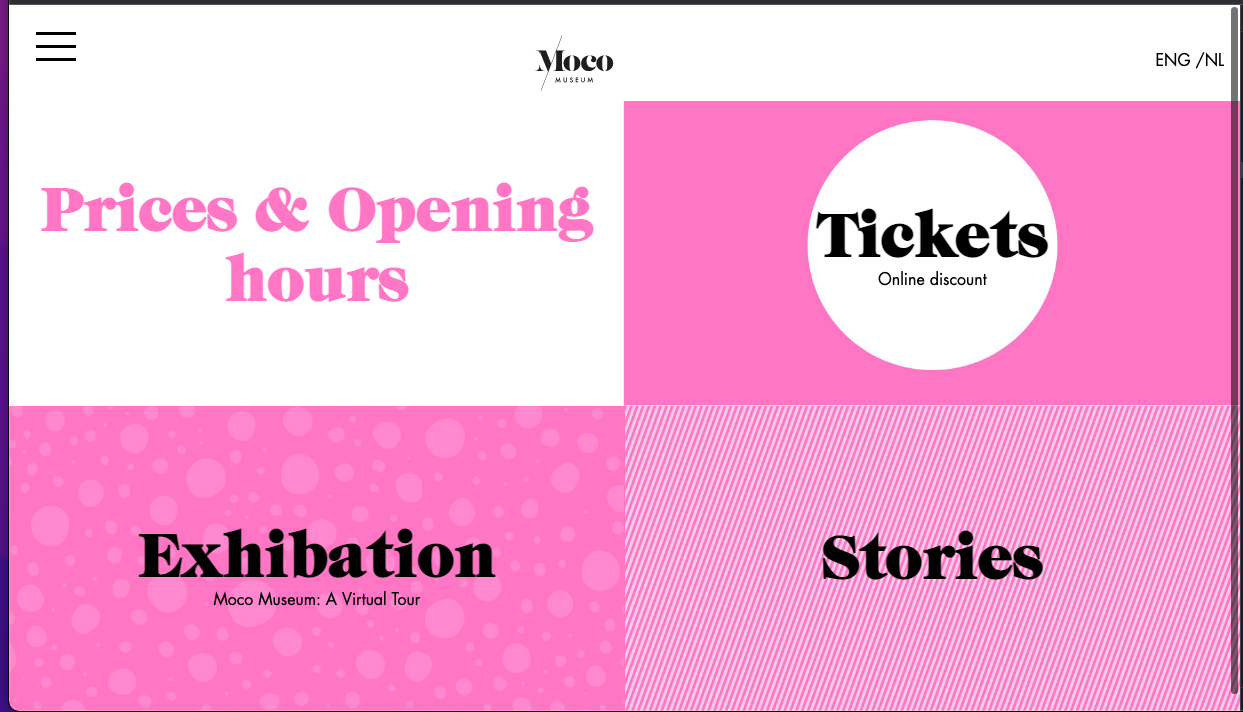 Moco
MUSEUM
ENG /NL
Prices & Opening
hours
Tickets
Online discount
Exhibation
Moco Museum: A Virtual Tour
Stories